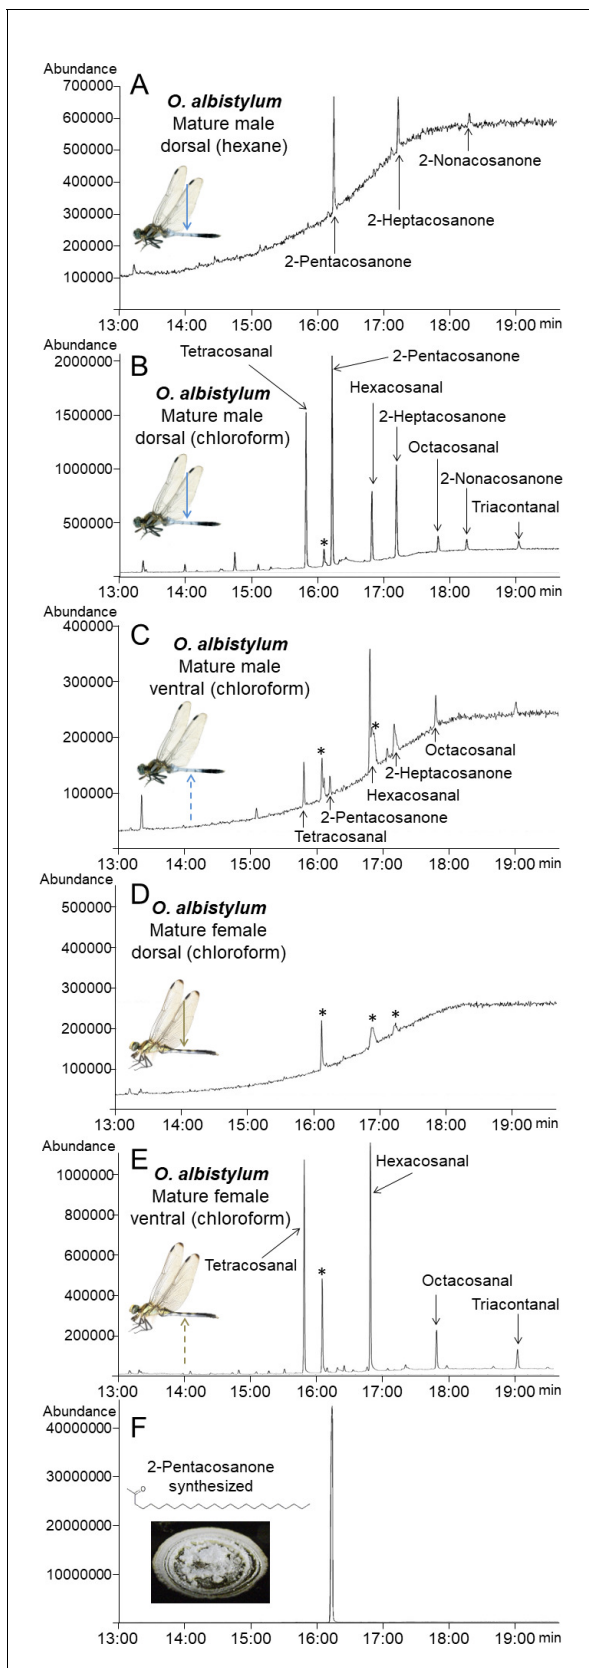 Abundance
A
700000
600000
500000
400000
300000
200000
100000
O. albistylum
Mature male
dorsal (hexane)
2-Nonacosanone
2-Heptacosanone
2-Pentacosanone
13:00 14:00 15:00 16:00 17:00 18:00 19:00 min
Abundance
B
2000000
1500000
1000000
500000
O. albistylum
Mature male
dorsal (chloroform)
Tetracosanal
2-Pentacosanone
Hexacosanal
2-Heptacosanone
Octacosanal
2-Nonacosanone
Triacontanal
*
13:00 14:00 15:00 16:00 17:00 18:00 19:00 min
Abundance
C
400000
300000
200000
100000
O. albistylum
Mature male
ventral (chloroform)
*
*
Octacosanal
2-Heptacosanone
Hexacosanal
2-Pentacosanone
Tetracosanal
13:00 14:00 15:00 16:00 17:00 18:00 19:00 min
Abundance
D
500000
400000
300000
200000
100000
O. albistylum
Mature female
dorsal (chloroform)
* * *
13:00 14:00 15:00 16:00 17:00 18:00 19:00 min
Abundance
E
1000000
800000
600000
400000
200000
O. albistylum
Mature female
ventral (chloroform)
Hexacosanal
Tetracosanal
*
Octacosanal
Triacontanal
13:00 14:00 15:00 16:00 17:00 18:00 19:00 min
Abundance
F
40000000
30000000
20000000
10000000
2-Pentacosanone
synthesized
O
13:00 14:00 15:00 16:00 17:00 18:00 19:00 min